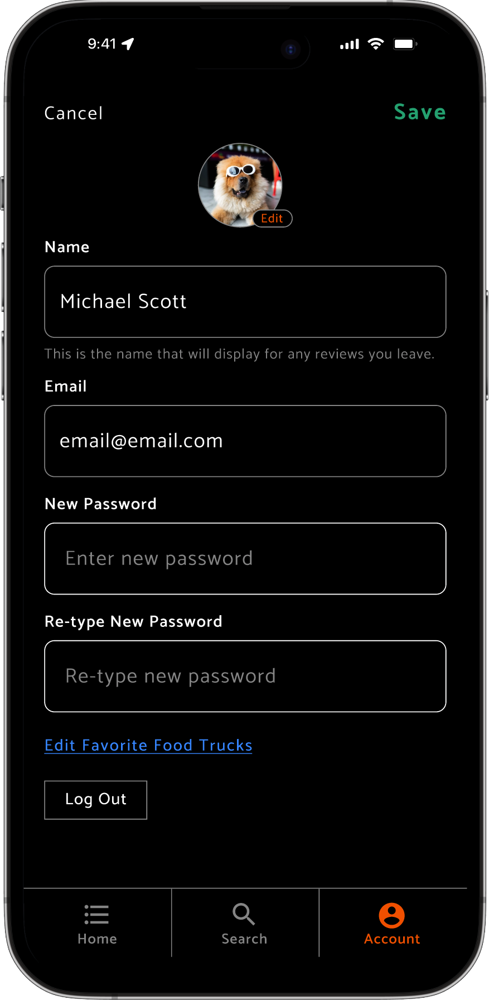 9:41
Cancel
Save
Edit
Name
Michael Scott
This is the name that will display for any reviews you leave.
Email
email@email.com
New Password
Enter new password
Re-type New Password
Re-type new password
Edit Favorite Food Trucks
Log Out
Home
Search
Account